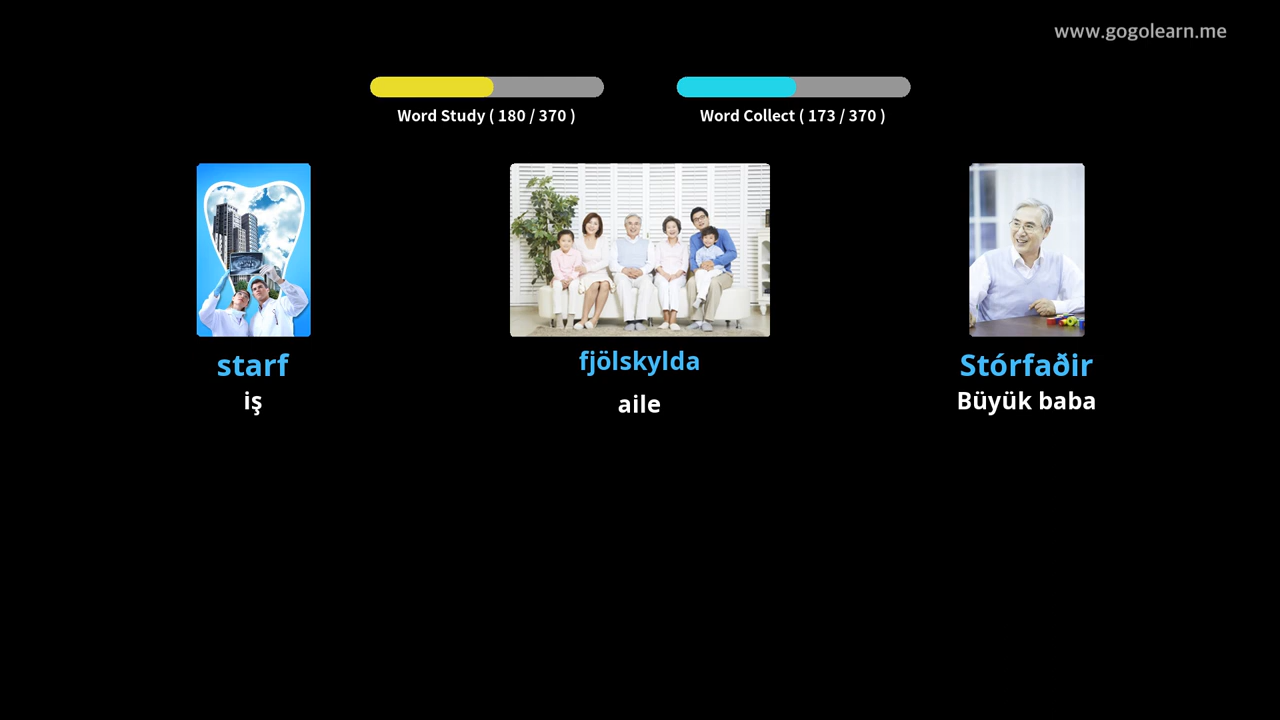 www.gogolearn.me
Word Study ( 180 / 370 )
Word Collect ( 173 / 370 )
starf
iş
fjölskylda
aile
Stórfaðir
Büyük baba